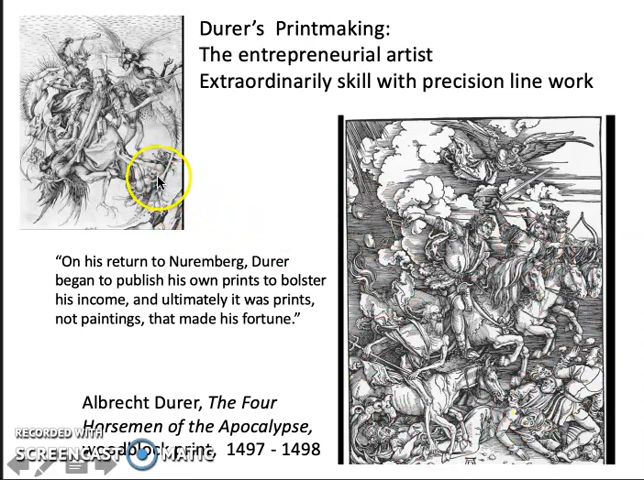 Durer’s  Printmaking:
The entrepreneurial artist
Extraordinarily skill with precision line work
“On his return to Nuremberg, Durer
began to publish his own prints to bolster
his income, and ultimately it was prints,
not paintings, that made his fortune.”
Albrecht Durer, The Four
Horsemen of the Apocalypse,
woodblock print,  1497 - 1498
RECORDED WITH
SCREENCAST-O-MATIC
AD